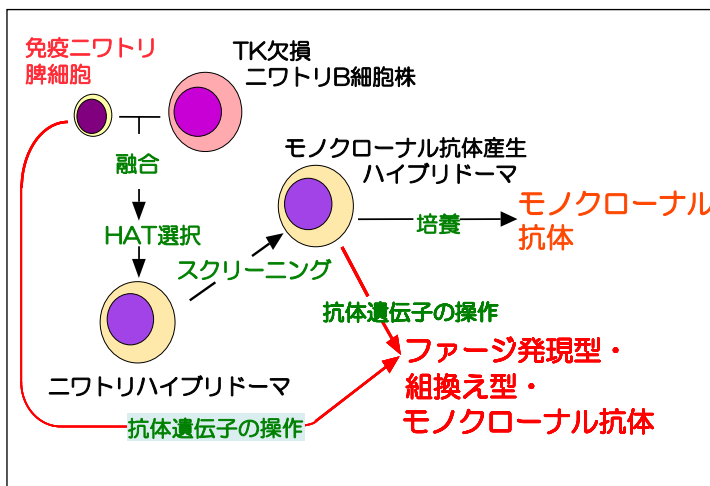 免疫ニワトリ
脾細胞
TK欠損
ニワトリB細胞株
融合
HAT選択
ニワトリハイブリドーマ
スクリーニング
モノクローナル抗体産生
ハイブリドーマ
培養
モノクローナル
抗体
抗体遺伝子の操作
ファージ発現型・
組換え型・
モノクローナル抗体
抗体遺伝子の操作